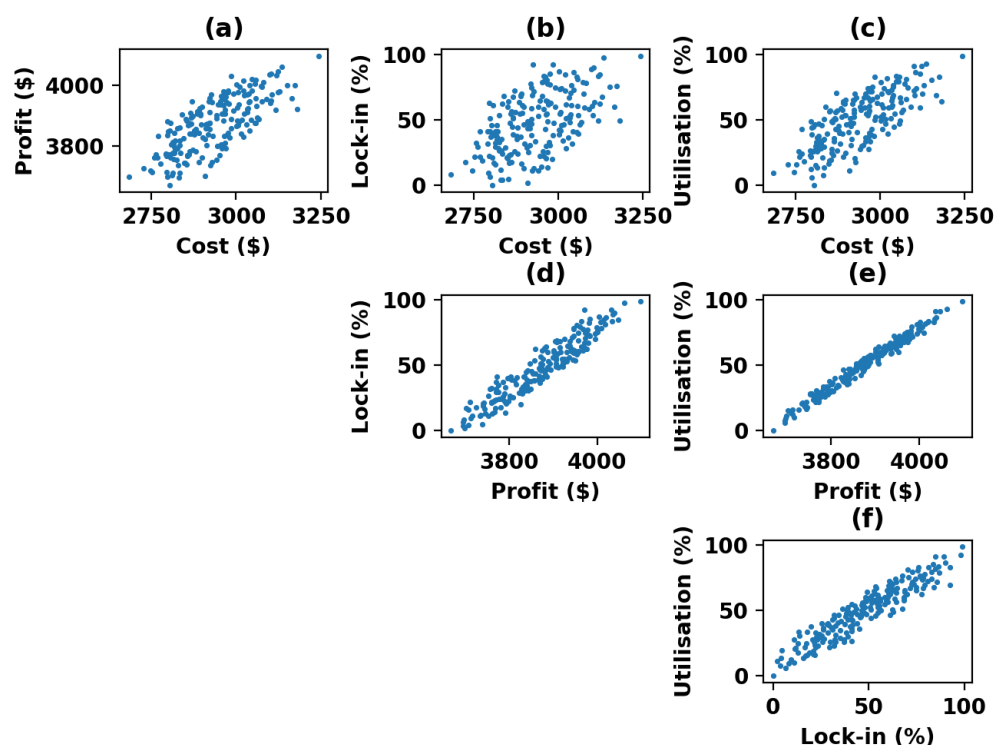 (a)
Profit ($)
4000
3800
2750 3000 3250
Cost ($)
(b)
Lock-in (%)
100
50
0
2750 3000 3250
Cost ($)
(c)
Utilisation (%)
100
50
0
2750 3000 3250
Cost ($)
(d)
Lock-in (%)
100
50
0
3800 4000
Profit ($)
(e)
Utilisation (%)
100
50
0
3800 4000
Profit ($)
(f)
Utilisation (%)
100
50
0
0 50 100
Lock-in (%)